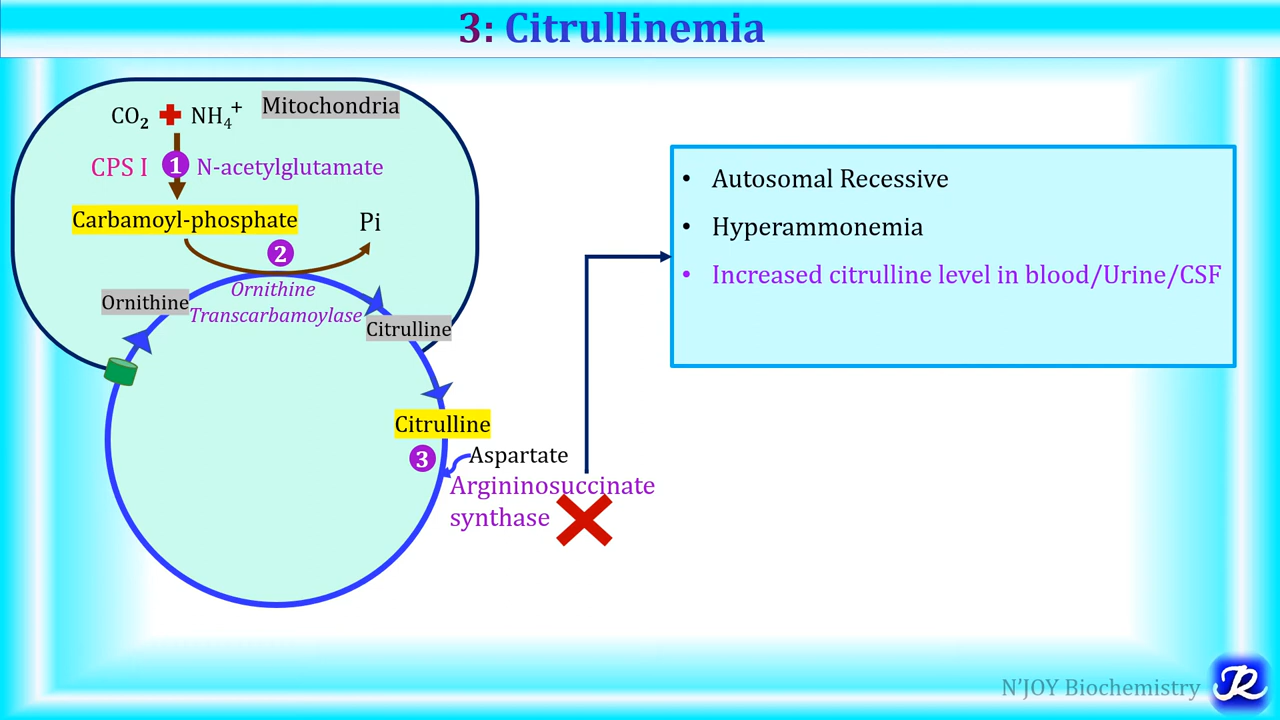 3: Citrullinemia
CO₂ + NH₄⁺
Mitochondria
CPS I 1 N-acetylglutamate
Carbamoyl-phosphate
Pi
2
Ornithine
Ornithine
Transcarbamoylase
Citrulline
Citrulline
3
Aspartate
Argininosuccinate
synthase
• Autosomal Recessive
• Hyperammonemia
• Increased citrulline level in blood/Urine/CSF
N'JOY Biochemistry
JR